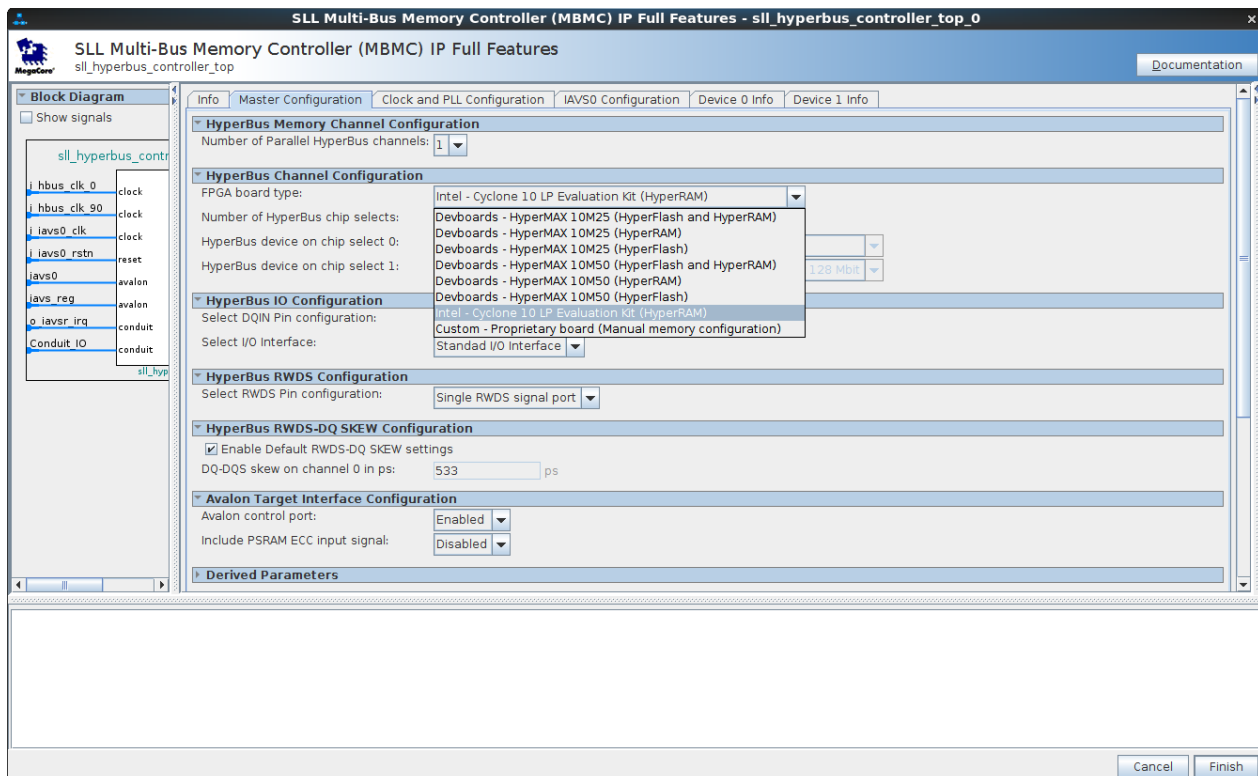 SLL Multi-Bus Memory Controller (MBMC) IP Full Features - sll_hyperbus_controller_top_0
SLL Multi-Bus Memory Controller (MBMC) IP Full Features
sll_hyperbus_controller_top
MegaCore'
Documentation
Block Diagram
Show signals
sll_hyperbus_contr
i_hbus_clk_0
clock
i_hbus_clk_90
clock
i_iavs0_clk
clock
i_iavs0_rstn
reset
iavs0
avalon
iavs_reg
avalon
o_iavsr_irq
conduit
Conduit_IO
conduit
sll_hyp
Info Master Configuration Clock and PLL Configuration IAVS0 Configuration Device 0 Info Device 1 Info
HyperBus Memory Channel Configuration
Number of Parallel HyperBus channels: 1
HyperBus Channel Configuration
FPGA board type: Intel - Cyclone 10 LP Evaluation Kit (HyperRAM)
Number of HyperBus chip selects:
HyperBus device on chip select 0:
HyperBus device on chip select 1: 128 Mbit
Devboards - HyperMAX 10M25 (HyperFlash and HyperRAM)
Devboards - HyperMAX 10M25 (HyperRAM)
Devboards - HyperMAX 10M25 (HyperFlash)
Devboards - HyperMAX 10M50 (HyperFlash and HyperRAM)
Devboards - HyperMAX 10M50 (HyperRAM)
Devboards - HyperMAX 10M50 (HyperFlash)
Intel - Cyclone 10 LP Evaluation Kit (HyperRAM)
Custom - Proprietary board (Manual memory configuration)
HyperBus IO Configuration
Select DQIN Pin configuration:
Select I/O Interface: Standad I/O Interface
HyperBus RWDS Configuration
Select RWDS Pin configuration: Single RWDS signal port
HyperBus RWDS-DQ SKEW Configuration
Enable Default RWDS-DQ SKEW settings
DQ-DQS skew on channel 0 in ps: 533 ps
Avalon Target Interface Configuration
Avalon control port: Enabled
Include PSRAM ECC input signal: Disabled
Derived Parameters
Cancel Finish